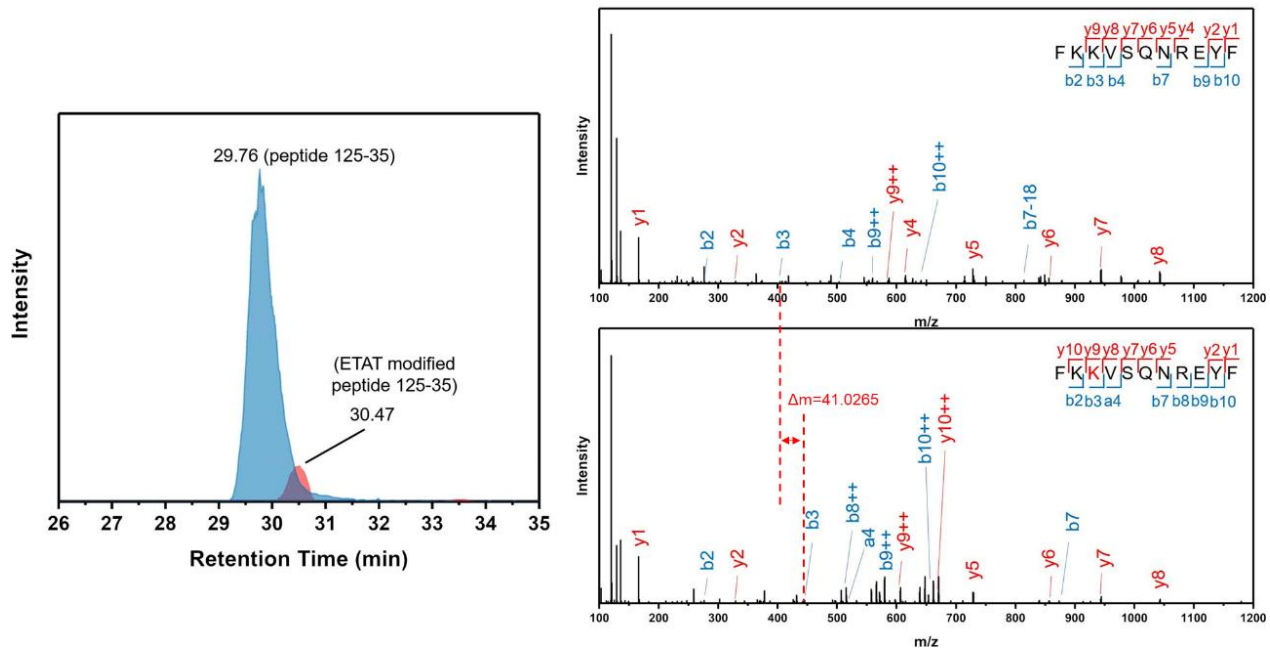 Intensity
29.76 (peptide 125-35)
(ETAT modified
peptide 125-35)
30.47
26 27 28 29 30 31 32 33 34 35
Retention Time (min)
Intensity
y9 y8 y7 y6 y5 y4 y2 y1
F K K V S Q N R E Y F
b2 b3 b4 b7 b9 b10
y1 b2 y2 b3 b4 b9++ y9++ y4 b10++ y5 b7-18 y6 y7 y8
100 200 300 400 500 600 700 800 900 1000 1100 1200
m/z
Δm=41.0265
Intensity
y10 y9 y8 y7 y6 y5 y2 y1
F K K V S Q N R E Y F
b2 b3 a4 b7 b8 b9 b10
y1 b2 y2 b3 b8++ a4 b9++ y9++ b10++ y10++ y5 y6 b7 y7 y8
100 200 300 400 500 600 700 800 900 1000 1100 1200
m/z